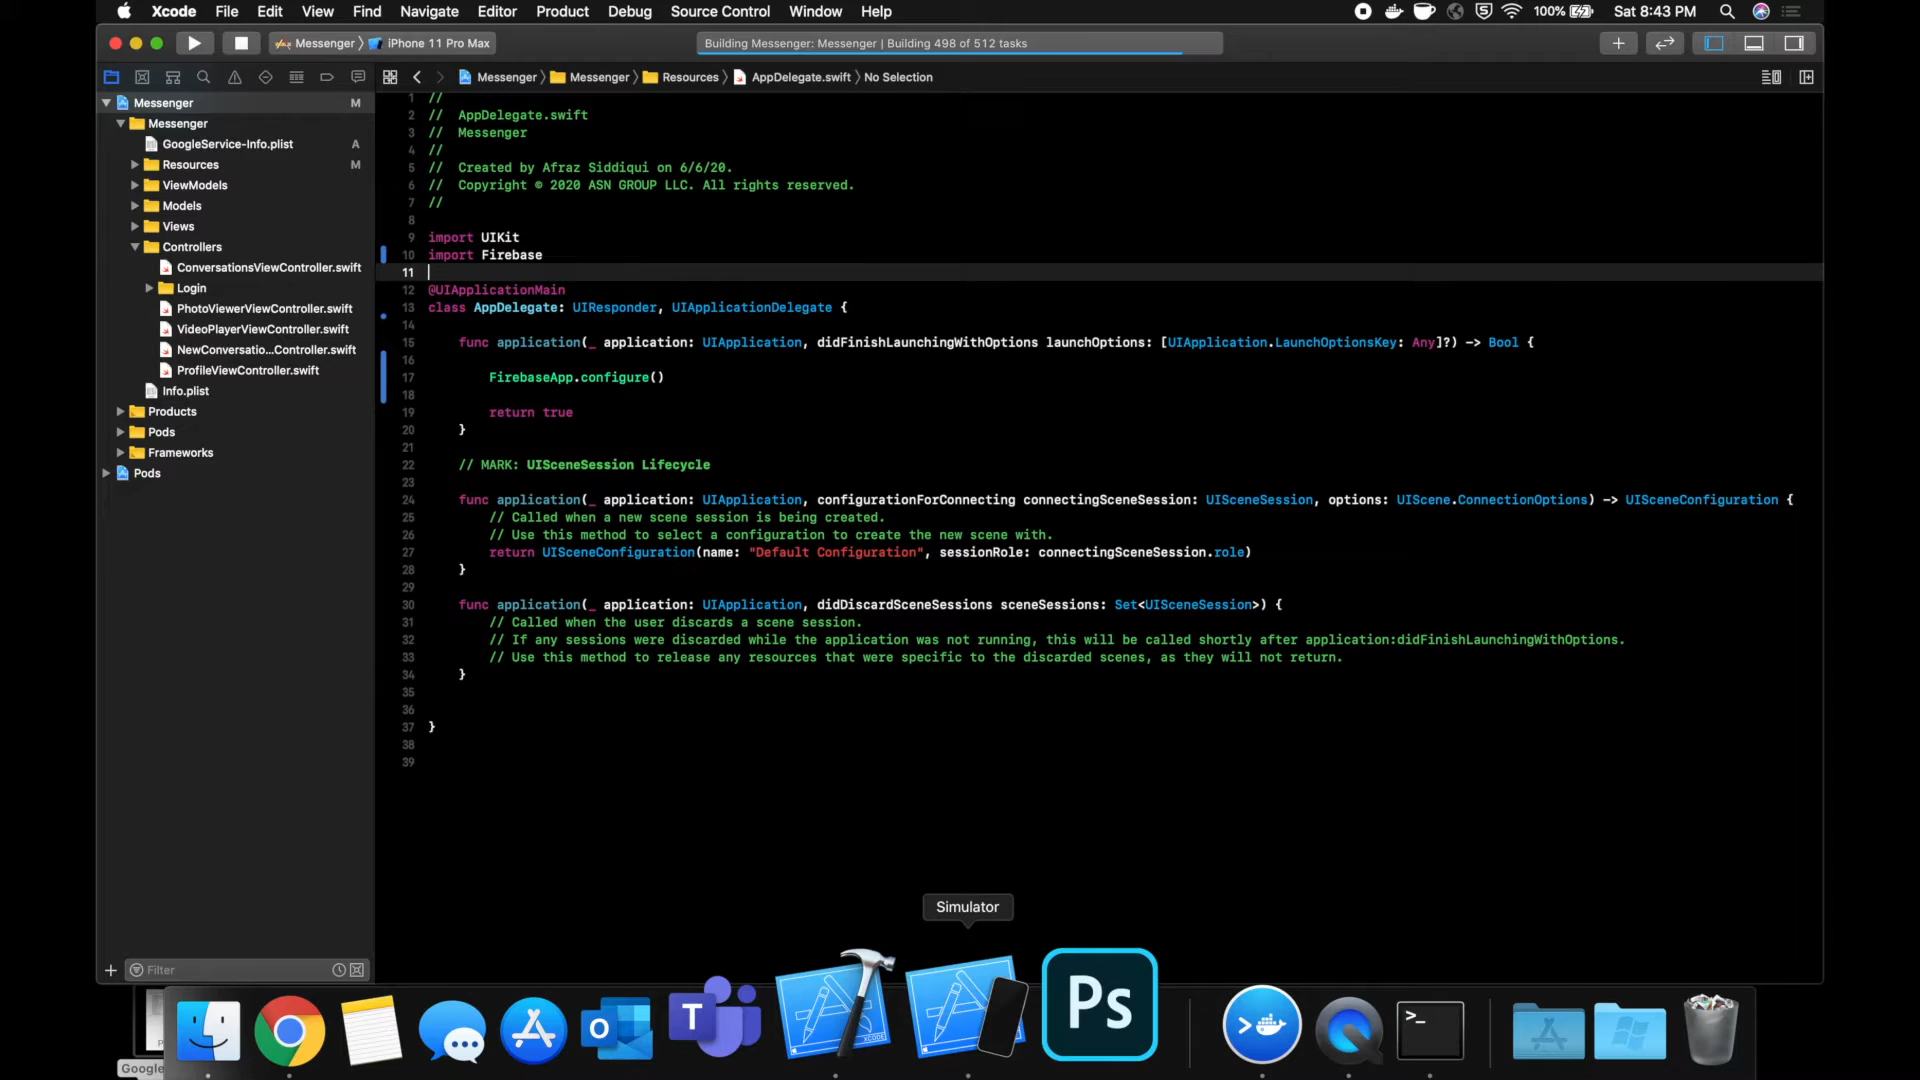 Xcode File Edit View Find Navigate Editor Product Debug Source Control Window Help
100% Sat 8:43 PM
Messenger iPhone 11 Pro Max
Building Messenger: Messenger | Building 498 of 512 tasks
Messenger Messenger Resources AppDelegate.swift No Selection
Messenger M
Messenger
GoogleService-Info.plist A
Resources M
ViewModels
Models
Views
Controllers
ConversationsViewController.swift
Login
PhotoViewerViewController.swift
VideoPlayerViewController.swift
NewConversatio...Controller.swift
ProfileViewController.swift
Info.plist
Products
Pods
Frameworks
Pods
Filter
1 //
2 // AppDelegate.swift
3 // Messenger
4 //
5 // Created by Afraz Siddiqui on 6/6/20.
6 // Copyright © 2020 ASN GROUP LLC. All rights reserved.
7 //
8
9 import UIKit
10 import Firebase
11
12 @UIApplicationMain
13 class AppDelegate: UIResponder, UIApplicationDelegate {
14
15 func application(_ application: UIApplication, didFinishLaunchingWithOptions launchOptions: [UIApplication.LaunchOptionsKey: Any]?) -> Bool {
16
17 FirebaseApp.configure()
18
19 return true
20 }
21
22 // MARK: UISceneSession Lifecycle
23
24 func application(_ application: UIApplication, configurationForConnecting connectingSceneSession: UISceneSession, options: UIScene.ConnectionOptions) -> UISceneConfiguration {
25 // Called when a new scene session is being created.
26 // Use this method to select a configuration to create the new scene with.
27 return UISceneConfiguration(name: "Default Configuration", sessionRole: connectingSceneSession.role)
28 }
29
30 func application(_ application: UIApplication, didDiscardSceneSessions sceneSessions: Set<UISceneSession>) {
31 // Called when the user discards a scene session.
32 // If any sessions were discarded while the application was not running, this will be called shortly after application:didFinishLaunchingWithOptions.
33 // Use this method to release any resources that were specific to the discarded scenes, as they will not return.
34 }
35
36
37 }
38
39
Simulator
Ps
T
O
>_
Google